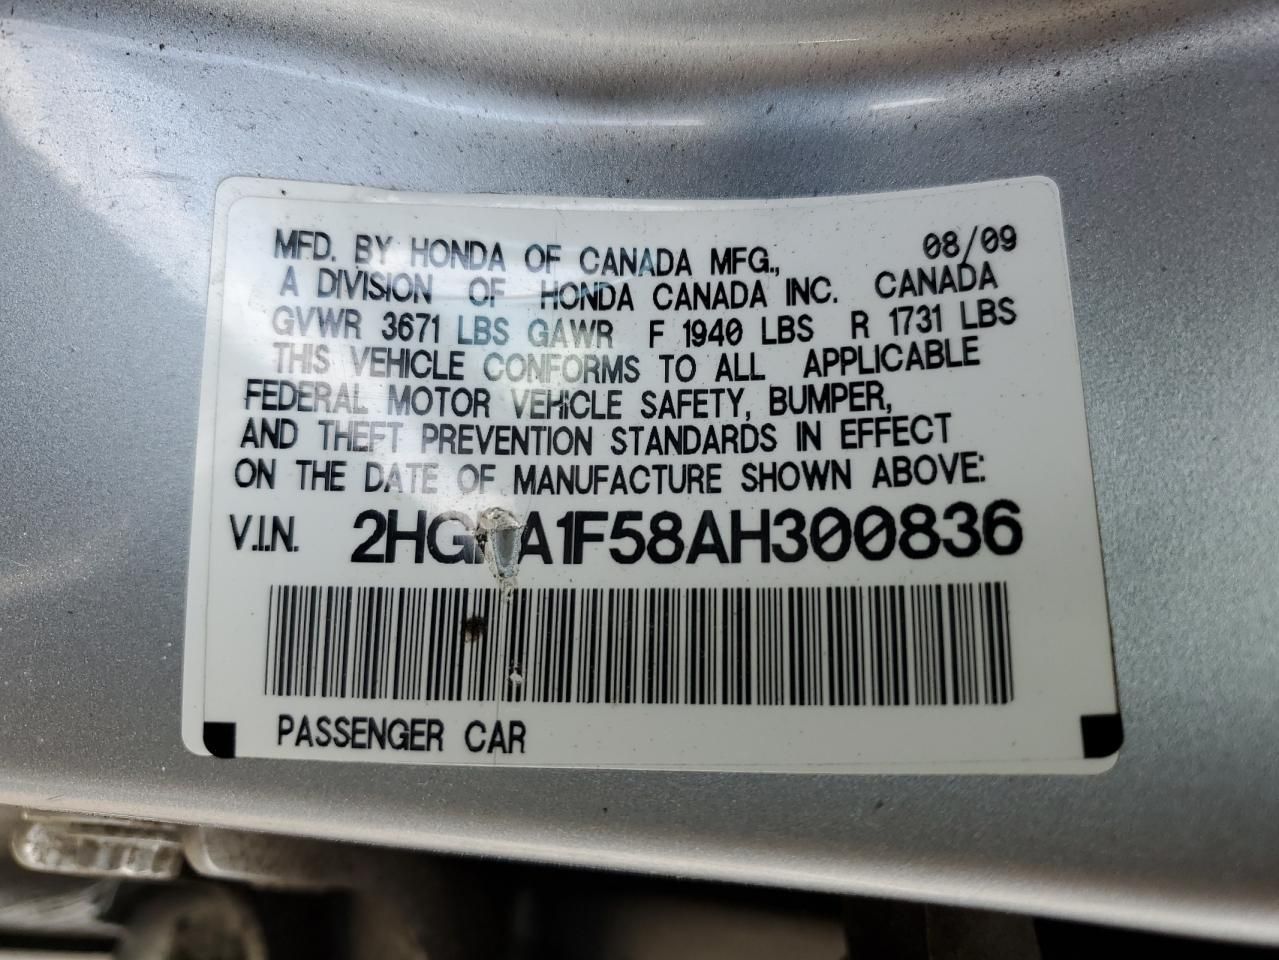 MFD. BY HONDA OF CANADA MFG., 08/09
A DIVISION OF HONDA CANADA INC. CANADA
GVWR 3671 LBS GAWR F 1940 LBS R 1731 LBS
THIS VEHICLE CONFORMS TO ALL APPLICABLE
FEDERAL MOTOR VEHICLE SAFETY, BUMPER,
AND THEFT PREVENTION STANDARDS IN EFFECT
ON THE DATE OF MANUFACTURE SHOWN ABOVE:
V.I.N.
PASSENGER CAR